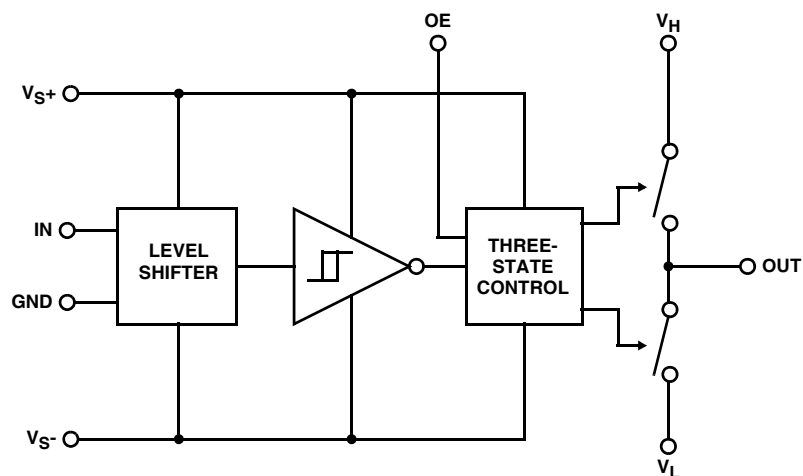 OE
VH
VS+
IN
LEVEL
SHIFTER
THREE-
STATE
CONTROL
OUT
GND
VS-
VL